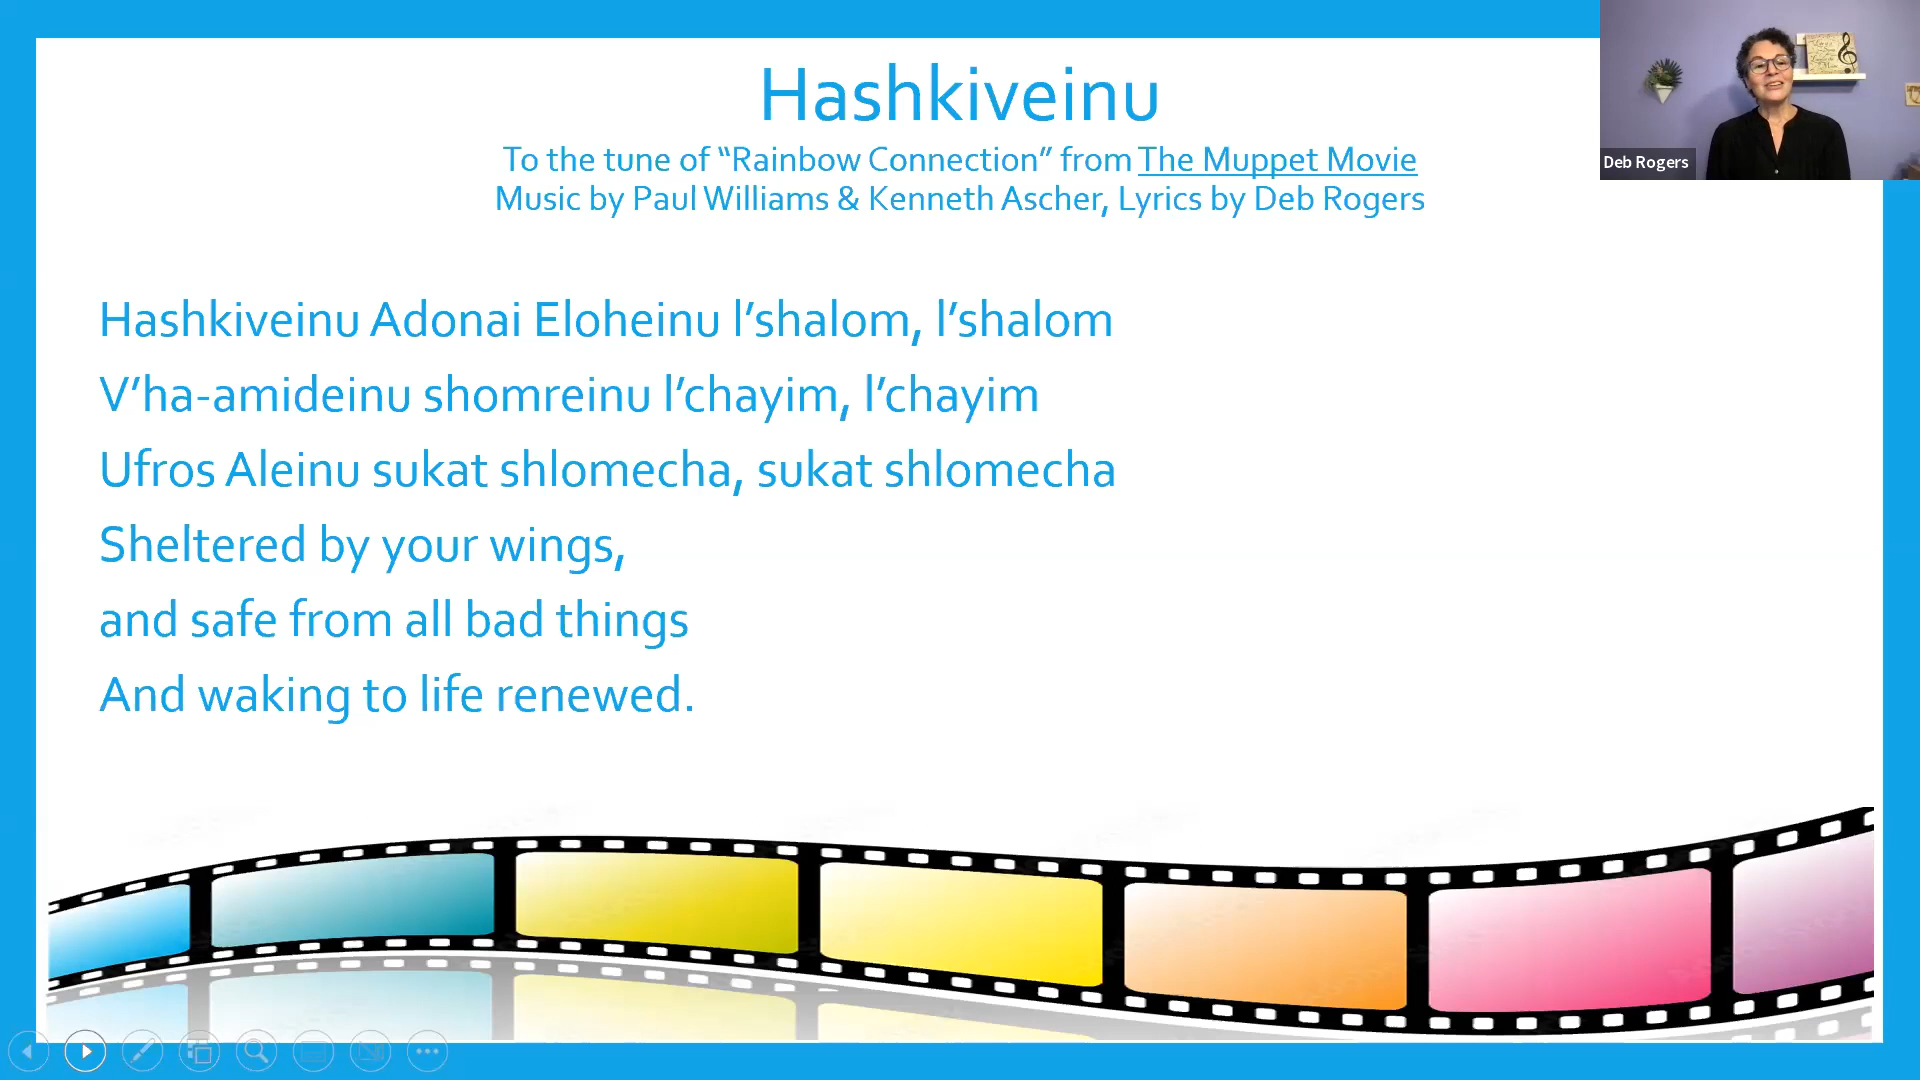 Hashkiveinu
To the tune of “Rainbow Connection” from The Muppet Movie
Music by Paul Williams & Kenneth Ascher, Lyrics by Deb Rogers
Deb Rogers
Hashkiveinu Adonai Eloheinu l’shalom, l’shalom
V’ha-amideinu shomreinu l’chayim, l’chayim
Ufros Aleinu sukat shlomecha, sukat shlomecha
Sheltered by your wings,
and safe from all bad things
And waking to life renewed.